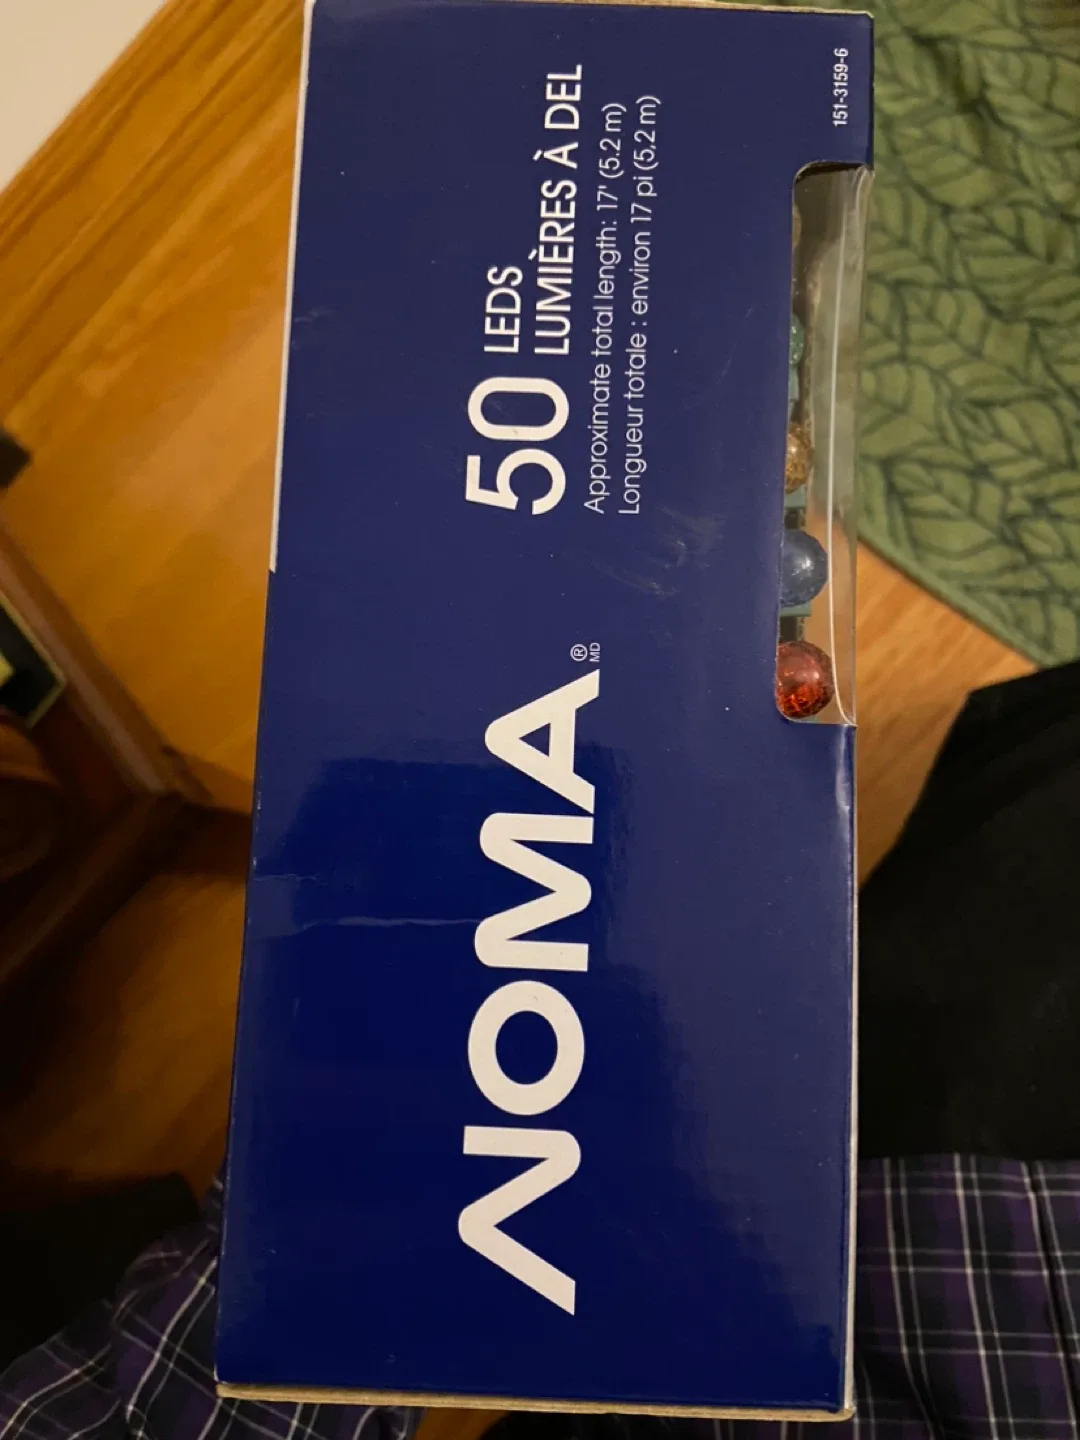 NOMA
®
MD
50 LEDS
LUMIÈRES À DEL
Approximate total length: 17' (5.2 m)
Longueur totale : environ 17 pi (5,2 m)
151-3159-6